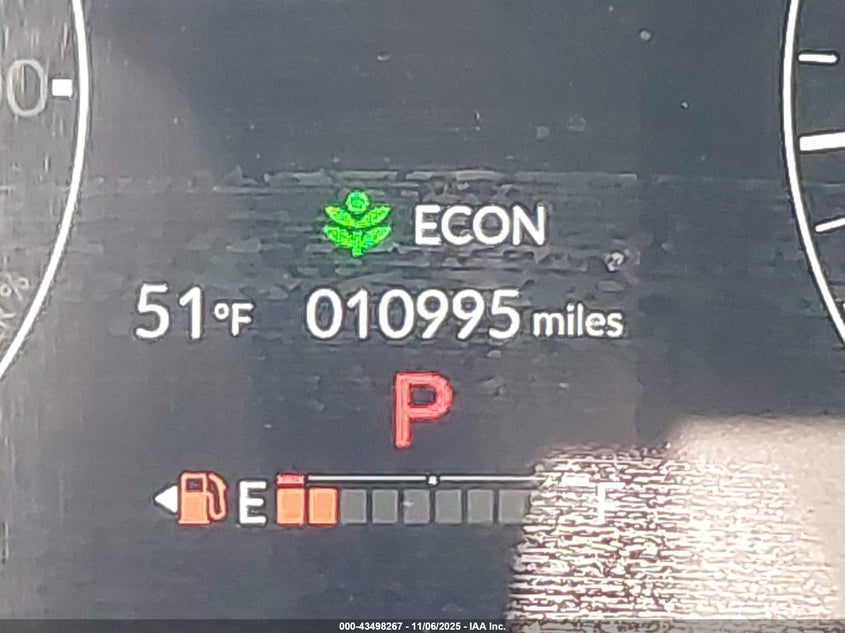 ECON
51°F 010995 miles
P
E F
000-43498267 - 11/06/2025 - IAA Inc.